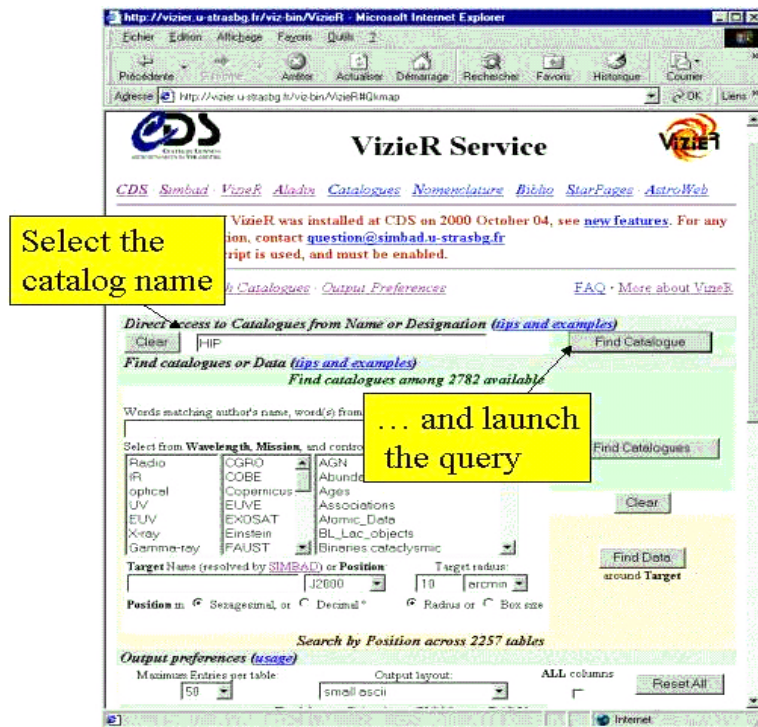 http://vizier.u-strasbg.fr/viz-bin/VizieR - Microsoft Internet Explorer
Fichier Edition Affichage Favoris Outils ?
Précédente Arrêter Actualiser Démarrage Rechercher Favoris Historique Courrier
Adresse http://vizier.u-strasbg.fr/viz-bin/VizieR#Qkmap OK Liens
CDS VizieR Service VizieR
CDS · Simbad · VizieR · Aladin · Catalogues · Nomenclature · Biblio · StarPages · AstroWeb
VizieR was installed at CDS on 2000 October 04, see new features. For any
tion, contact question@simbad.u-strasbg.fr
ript is used, and must be enabled.
Select the
catalog name
h Catalogues · Output Preferences FAQ · More about VizieR
Direct access to Catalogues from Name or Designation (tips and examples)
Clear HIP Find Catalogue
Find catalogues or Data (tips and examples)
Find catalogues among 2782 available
Words matching author's name, word(s) from
... and launch
the query
Select from Wavelength, Mission, and contro
Find Catalogues
Radio CGRO AGN
IR COBE Abund
optical Copernicus Ages
UV EUVE Associations
EUV EXOSAT Atomic_Data
X-ray Einstein BL_Lac_objects
Gamma-ray FAUST Binaries:cataclysmic
Clear
Target Name (resolved by SIMBAD) or Position: Target radius:
J2000 10 arcmin
Find Data
around Target
Position in Sexagesimal, or Decimal ° Radius or Box size
Search by Position across 2257 tables
Output preferences (usage)
Maximum Entries per table: Output layout: ALL columns
50 small ascii Reset All
Internet